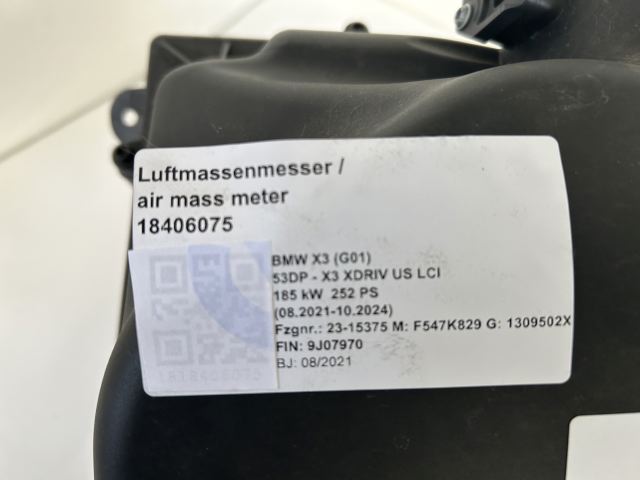 Luftmassenmesser /
air mass meter
18406075
BMW X3 (G01)
53DP - X3 XDRIV US LCI
185 kW 252 PS
(08.2021-10.2024)
Fzgnr.: 23-15375 M: F547K829 G: 1309502X
FIN: 9J07970
BJ: 08/2021
1818406075